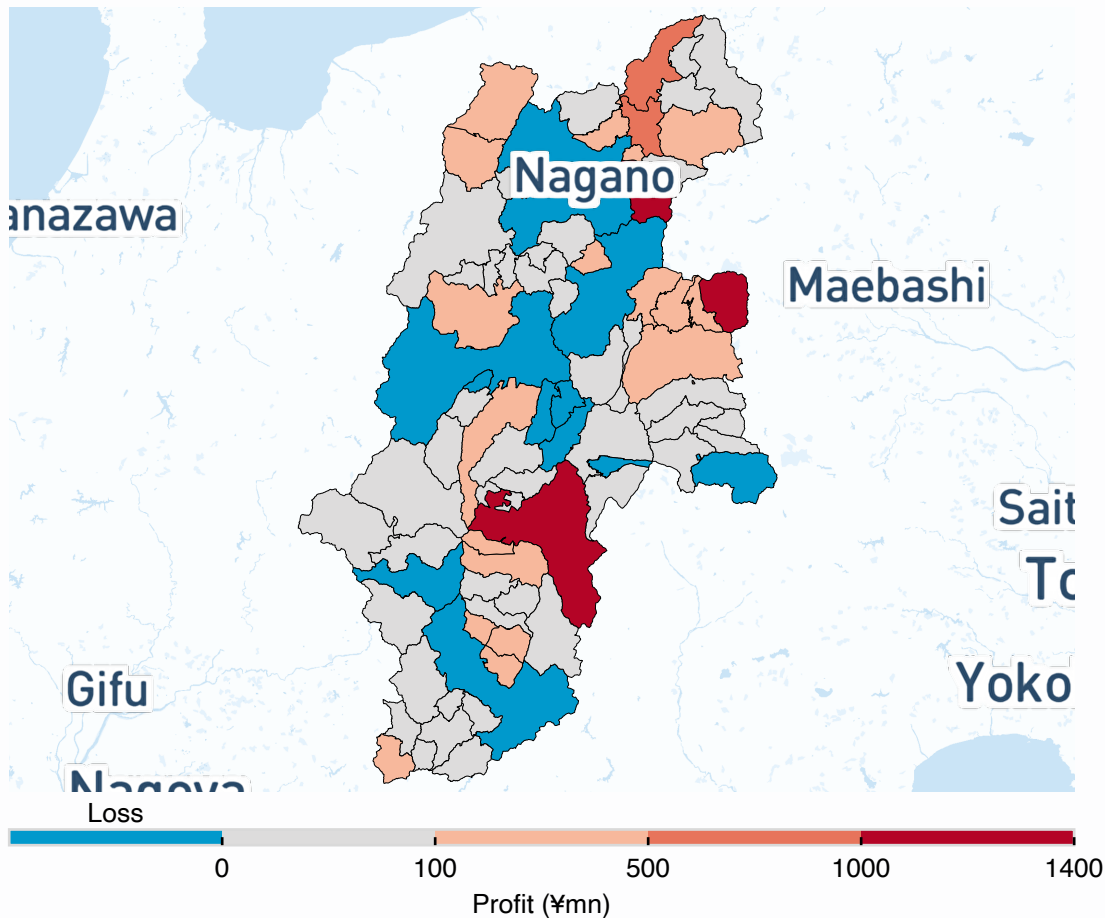 Nagano
anazawa
Maebashi
Sait
To
Gifu
Yoko
Nagoya
Loss
0
100
500
1000
1400
Profit (¥mn)